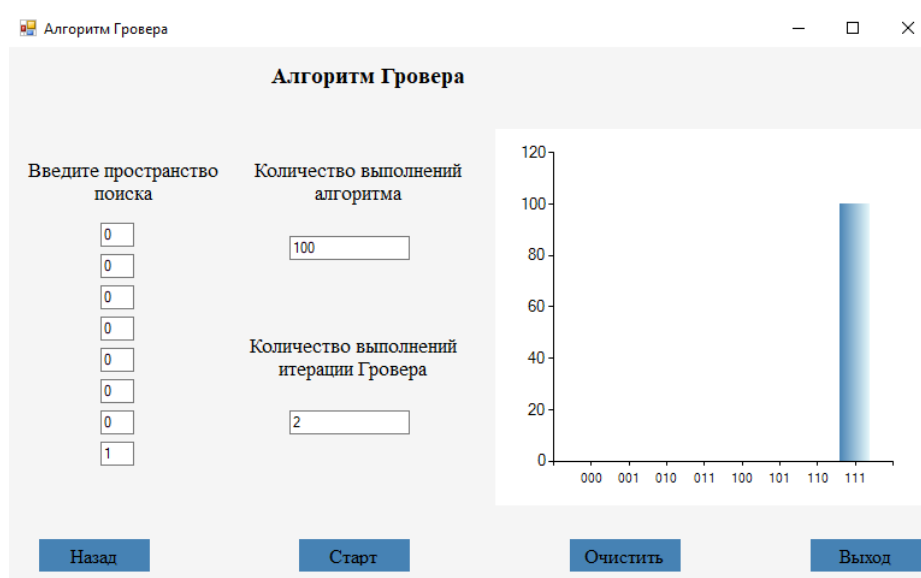 Алгоритм Гровера
Алгоритм Гровера
Введите пространство
поиска
0
0
0
0
0
0
0
1
Количество выполнений
алгоритма
100
Количество выполнений
итерации Гровера
2
120
100
80
60
40
20
0
000 001 010 011 100 101 110 111
Назад
Старт
Очистить
Выход